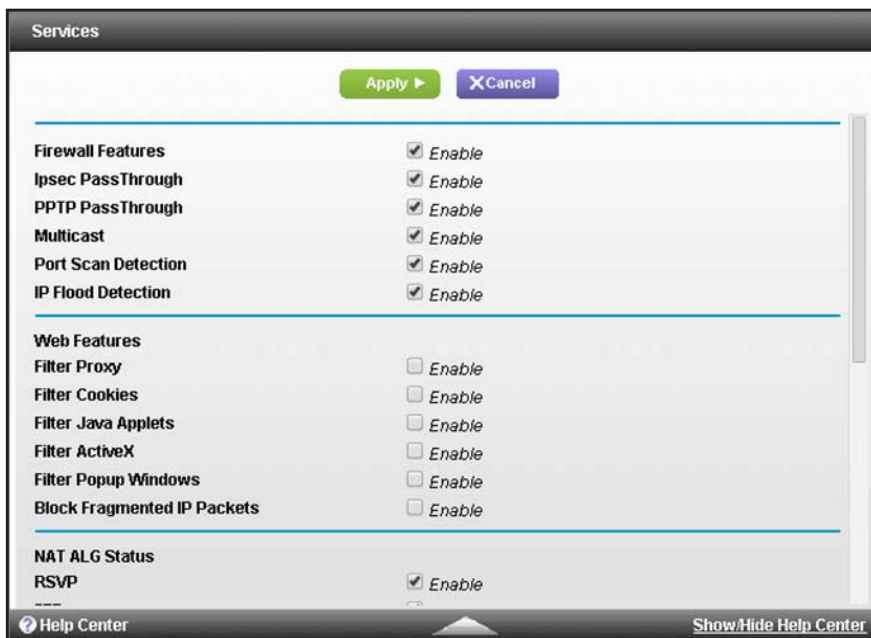 Services
Apply
Cancel
Firewall Features Enable
Ipsec PassThrough Enable
PPTP PassThrough Enable
Multicast Enable
Port Scan Detection Enable
IP Flood Detection Enable
Web Features
Filter Proxy Enable
Filter Cookies Enable
Filter Java Applets Enable
Filter ActiveX Enable
Filter Popup Windows Enable
Block Fragmented IP Packets Enable
NAT ALG Status
RSVP Enable
? Help Center
Show/Hide Help Center